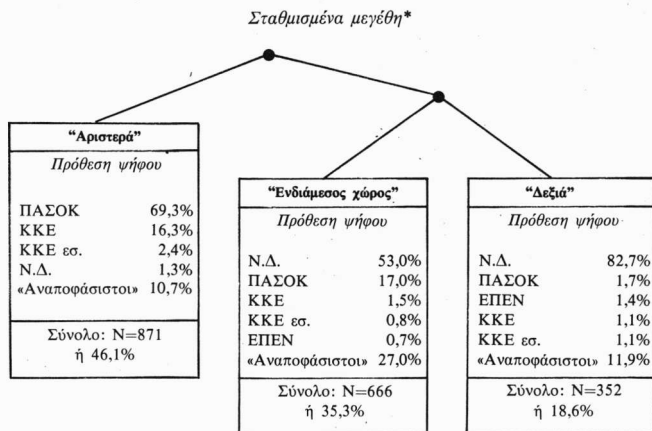 Σταθμισμένα μεγέθη*
“Αριστερά”
Πρόθεση ψήφου
ΠΑΣΟΚ 69,3%
ΚΚΕ 16,3%
ΚΚΕ εσ. 2,4%
Ν.Δ. 1,3%
«Αναποφάσιστοι» 10,7%
Σύνολο: Ν=871
ή 46,1%
“Ενδιάμεσος χώρος”
Πρόθεση ψήφου
Ν.Δ. 53,0%
ΠΑΣΟΚ 17,0%
ΚΚΕ 1,5%
ΚΚΕ εσ. 0,8%
ΕΠΕΝ 0,7%
«Αναποφάσιστοι» 27,0%
Σύνολο: Ν=666
ή 35,3%
“Δεξιά”
Πρόθεση ψήφου
Ν.Δ. 82,7%
ΠΑΣΟΚ 1,7%
ΕΠΕΝ 1,4%
ΚΚΕ 1,1%
ΚΚΕ εσ. 1,1%
«Αναποφάσιστοι» 11,9%
Σύνολο: Ν=352
ή 18,6%